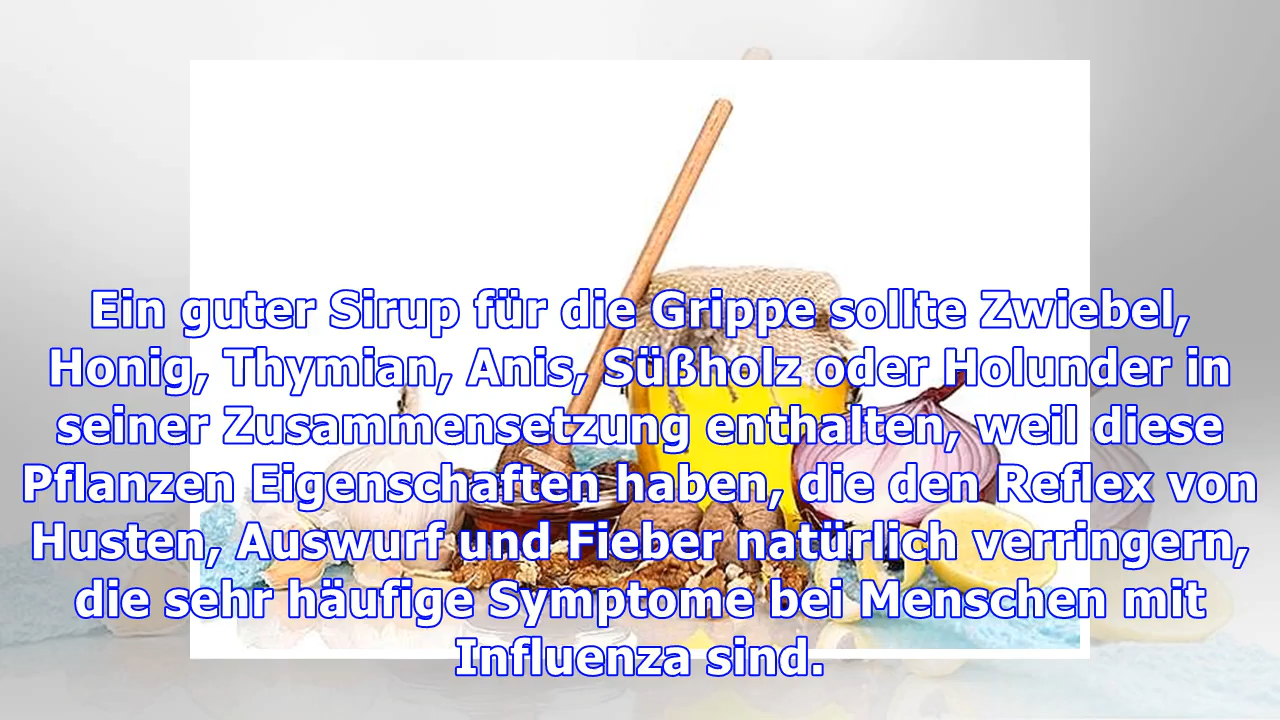 Ein guter Sirup für die Grippe sollte Zwiebel,
Honig, Thymian, Anis, Süßholz oder Holunder in
seiner Zusammensetzung enthalten, weil diese
Pflanzen Eigenschaften haben, die den Reflex von
Husten, Auswurf und Fieber natürlich verringern,
die sehr häufige Symptome bei Menschen mit
Influenza sind.